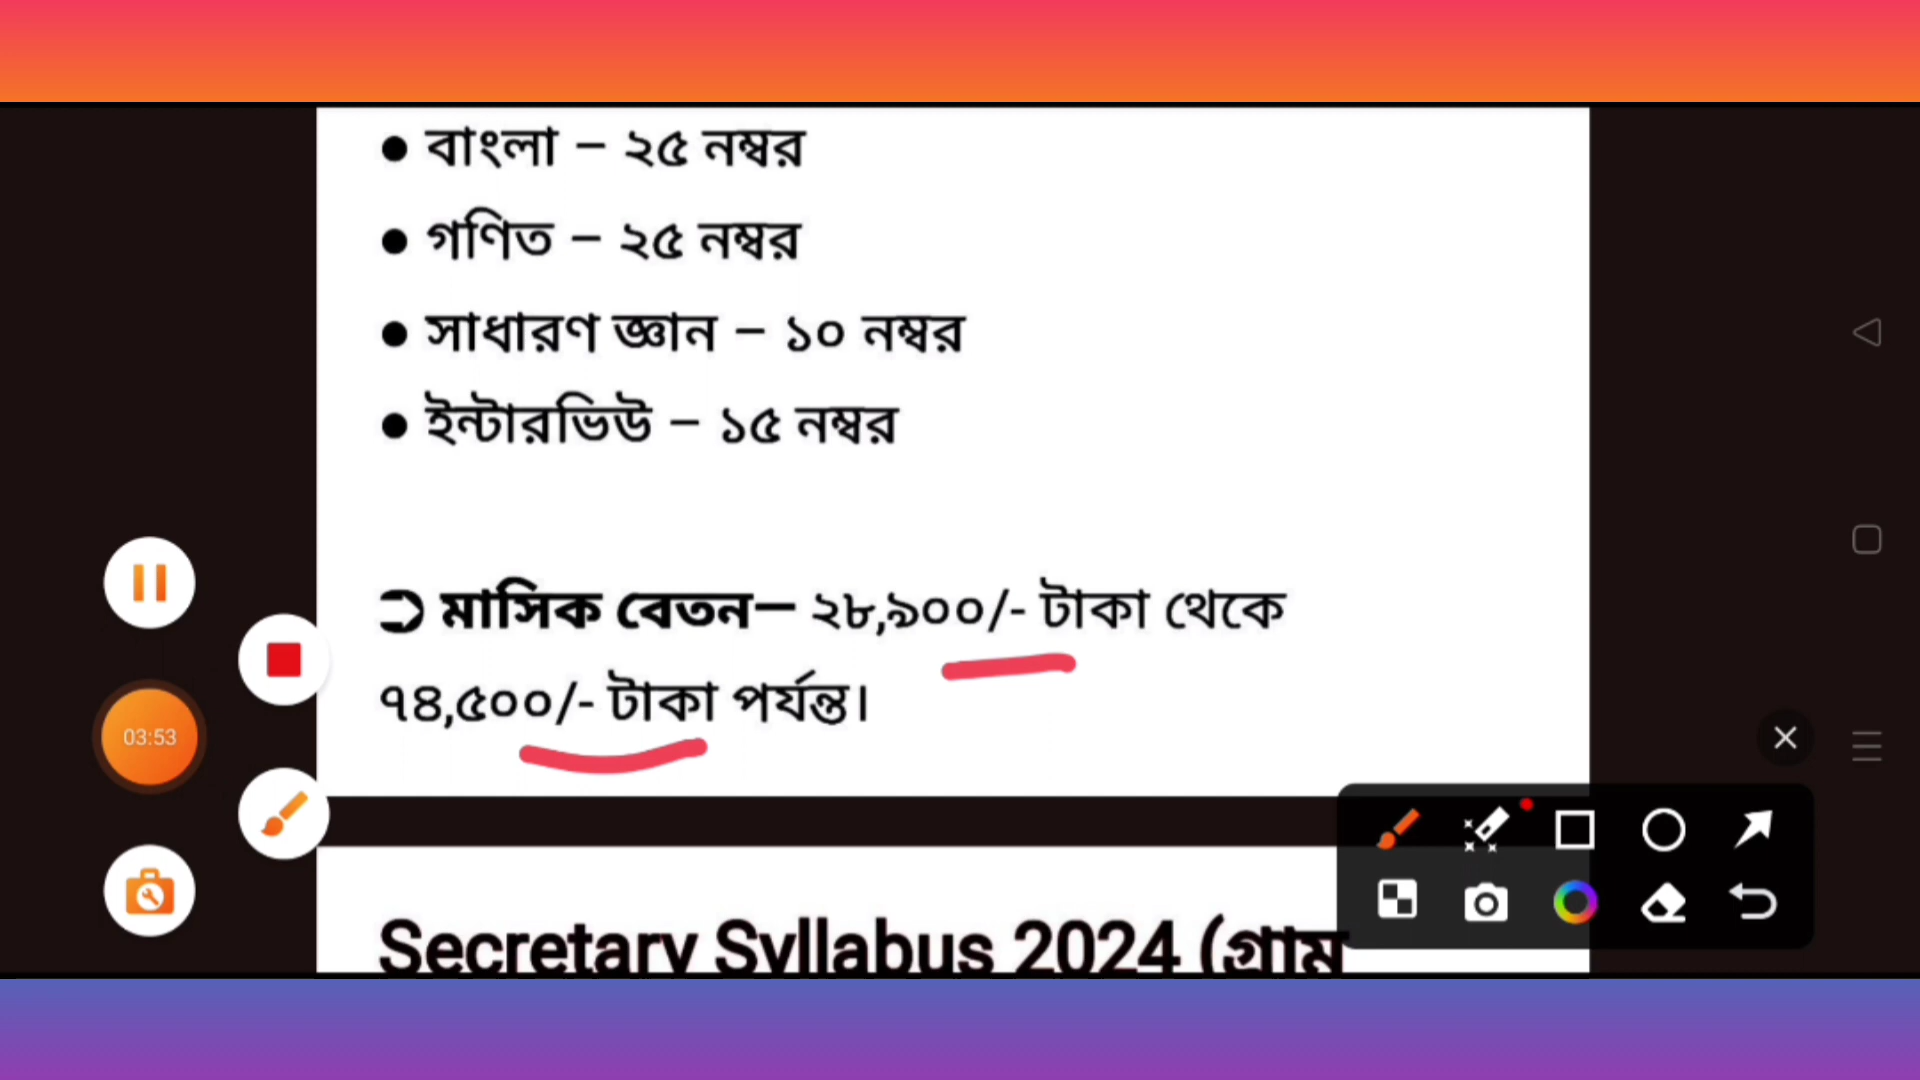 ● বাংলা – ২৫ নম্বর
● গণিত – ২৫ নম্বর
● সাধারণ জ্ঞান – ১০ নম্বর
● ইন্টারভিউ – ১৫ নম্বর
➲ মাসিক বেতন— ২৮,৯০০/- টাকা থেকে
৭৪,৫০০/- টাকা পর্যন্ত।
03:53
Secretary Syllabus 2024 (গ্রাম